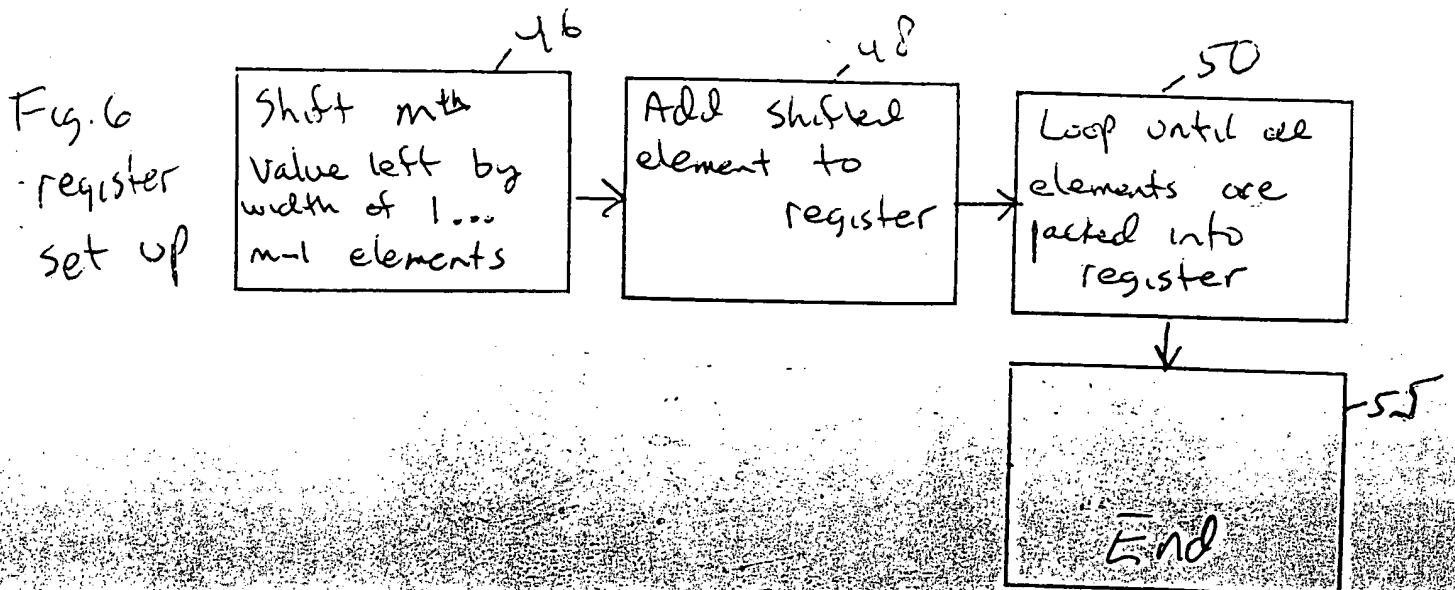 Fig. 6
register
set up
46
Shift mth
value left by
width of 1...
m-1 elements
48
Add shifted
element to
register
50
Loop until all
elements are
packed into
register
55
End